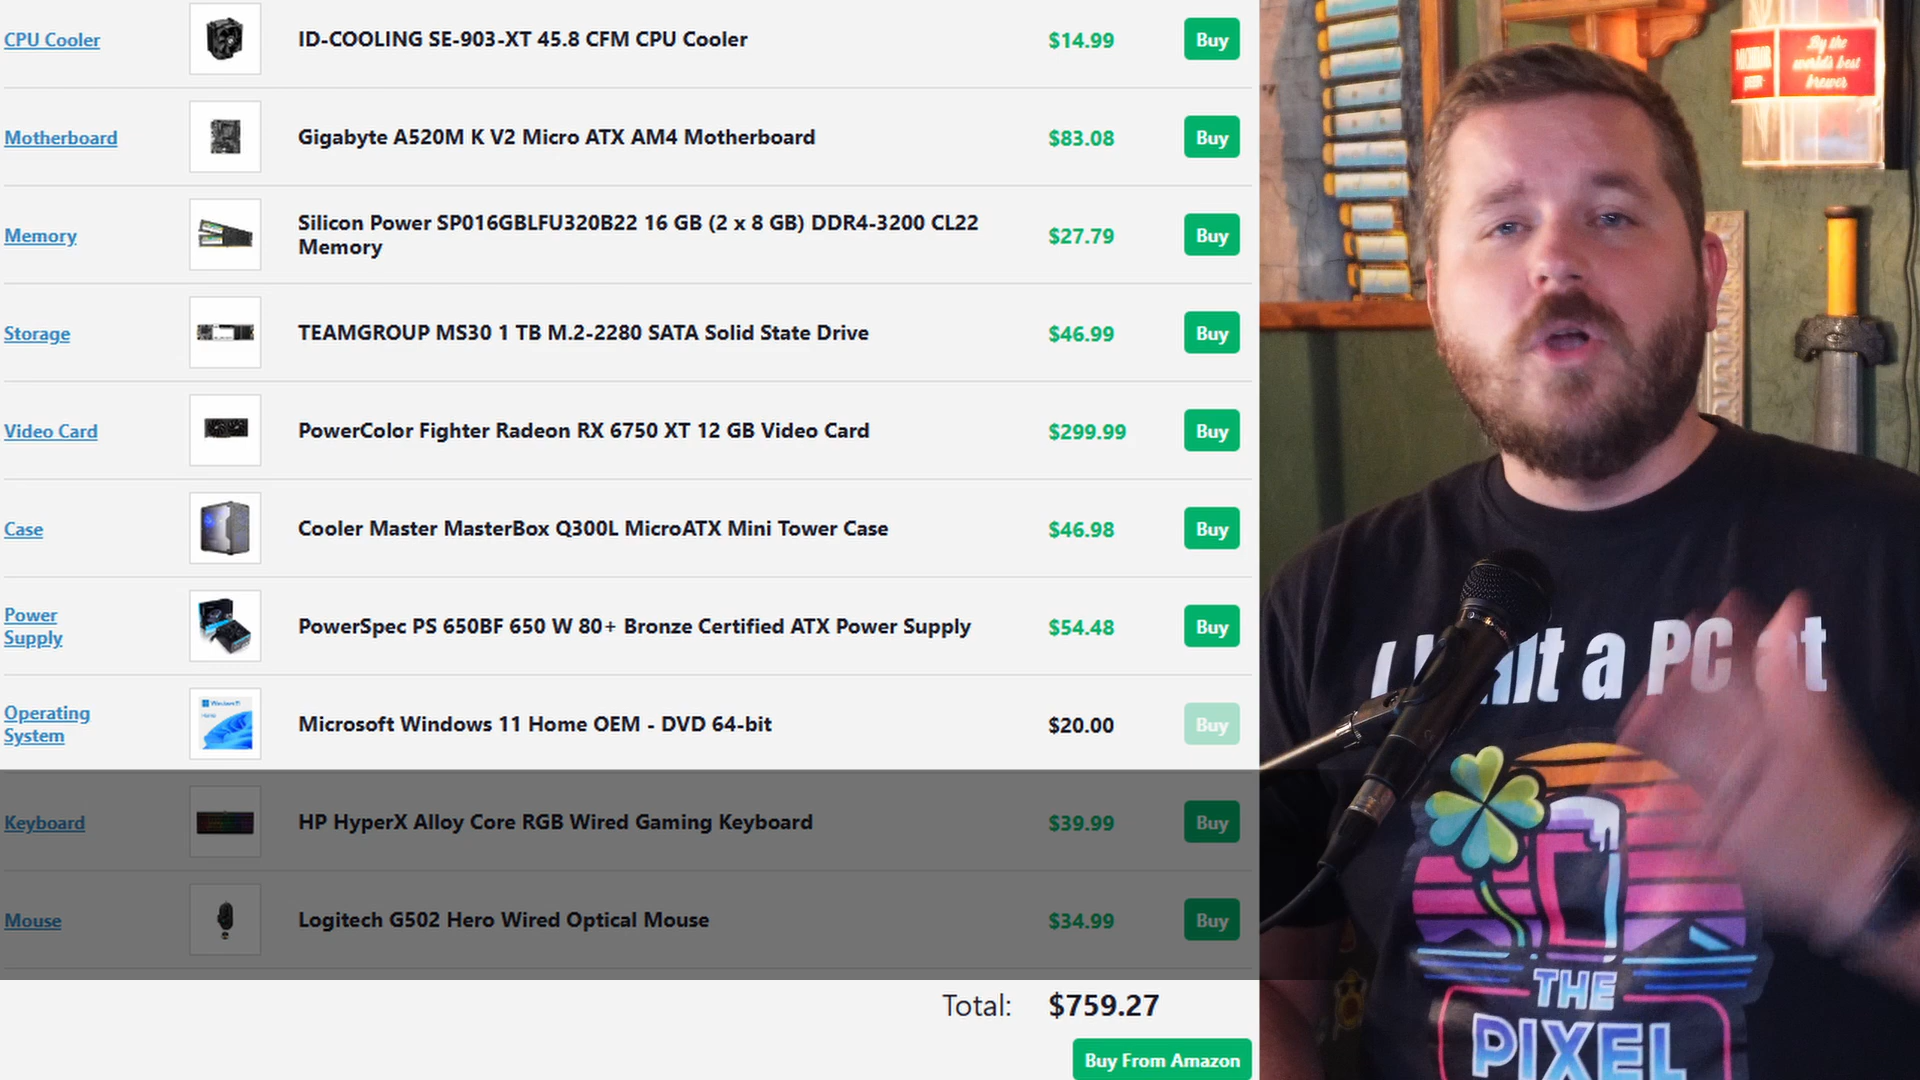 CPU Cooler ID-COOLING SE-903-XT 45.8 CFM CPU Cooler $14.99 Buy
Motherboard Gigabyte A520M K V2 Micro ATX AM4 Motherboard $83.08 Buy
Memory Silicon Power SP016GBLFU320B22 16 GB (2 x 8 GB) DDR4-3200 CL22
Memory $27.79 Buy
Storage TEAMGROUP MS30 1 TB M.2-2280 SATA Solid State Drive $46.99 Buy
Video Card PowerColor Fighter Radeon RX 6750 XT 12 GB Video Card $299.99 Buy
Case Cooler Master MasterBox Q300L MicroATX Mini Tower Case $46.98 Buy
Power
Supply PowerSpec PS 650BF 650 W 80+ Bronze Certified ATX Power Supply $54.48 Buy
Operating
System Microsoft Windows 11 Home OEM - DVD 64-bit $20.00 Buy
Keyboard HP HyperX Alloy Core RGB Wired Gaming Keyboard $39.99 Buy
Mouse Logitech G502 Hero Wired Optical Mouse $34.99 Buy
Total: $759.27
Buy From Amazon
By the
world's best
brewer
I a PC
THE
PIXEL